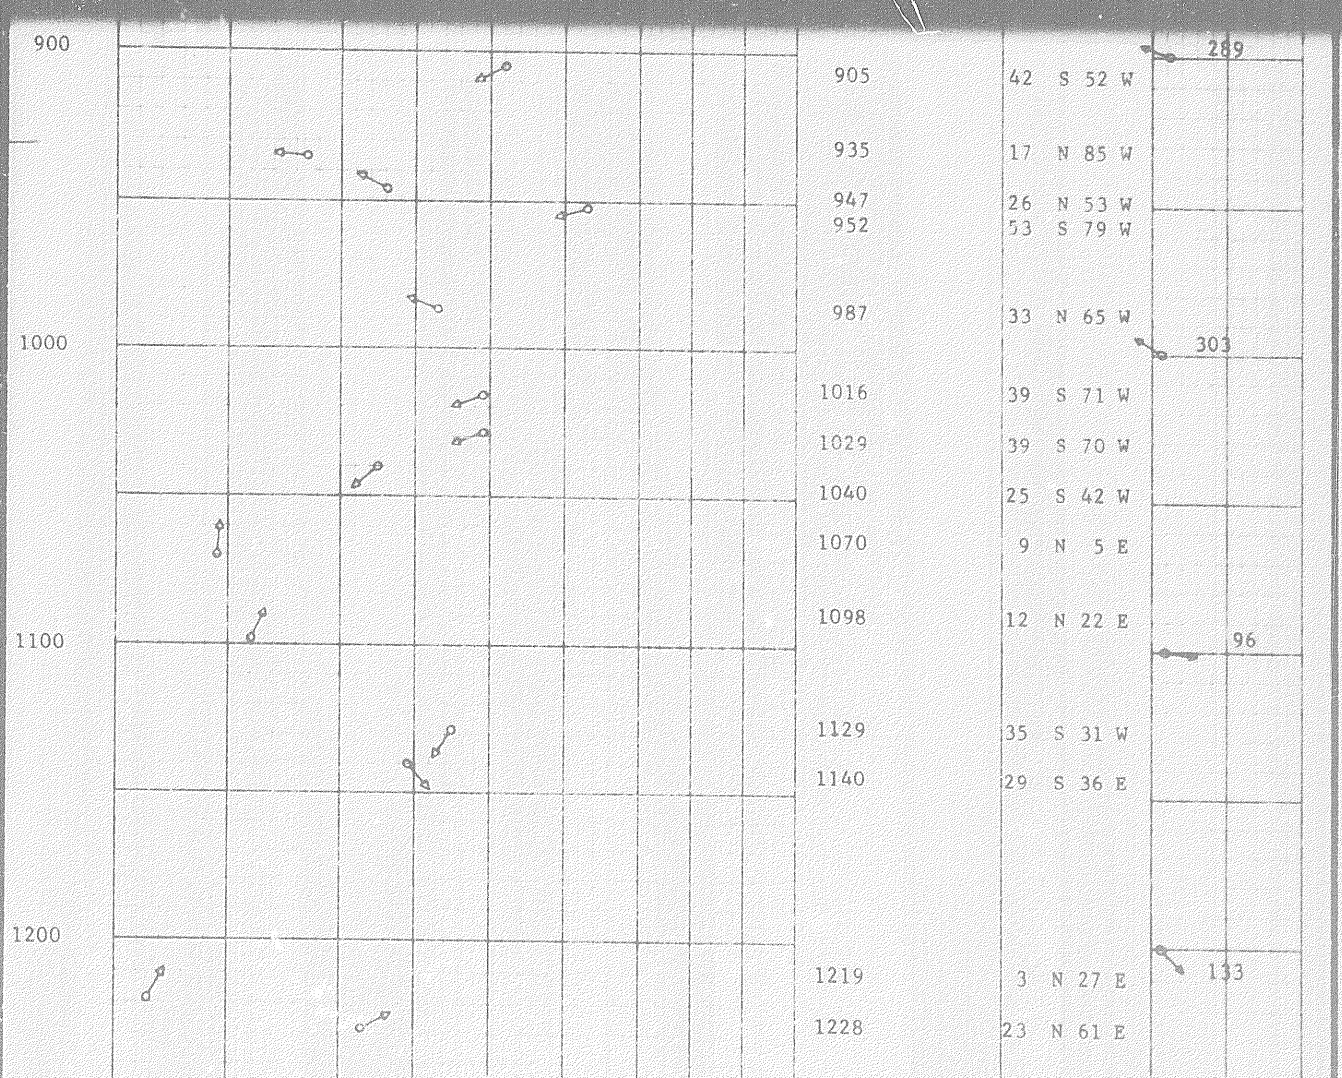 900 289
905 42 S 52 W
935 17 N 85 W
947 26 N 53 W
952 53 S 79 W
987 33 N 65 W
1000 303
1016 39 S 71 W
1029 39 S 70 W
1040 25 S 42 W
1070 9 N 5 E
1098 12 N 22 E
1100 96
1129 35 S 31 W
1140 29 S 36 E
1200
1219 3 N 27 E 133
1228 23 N 61 E